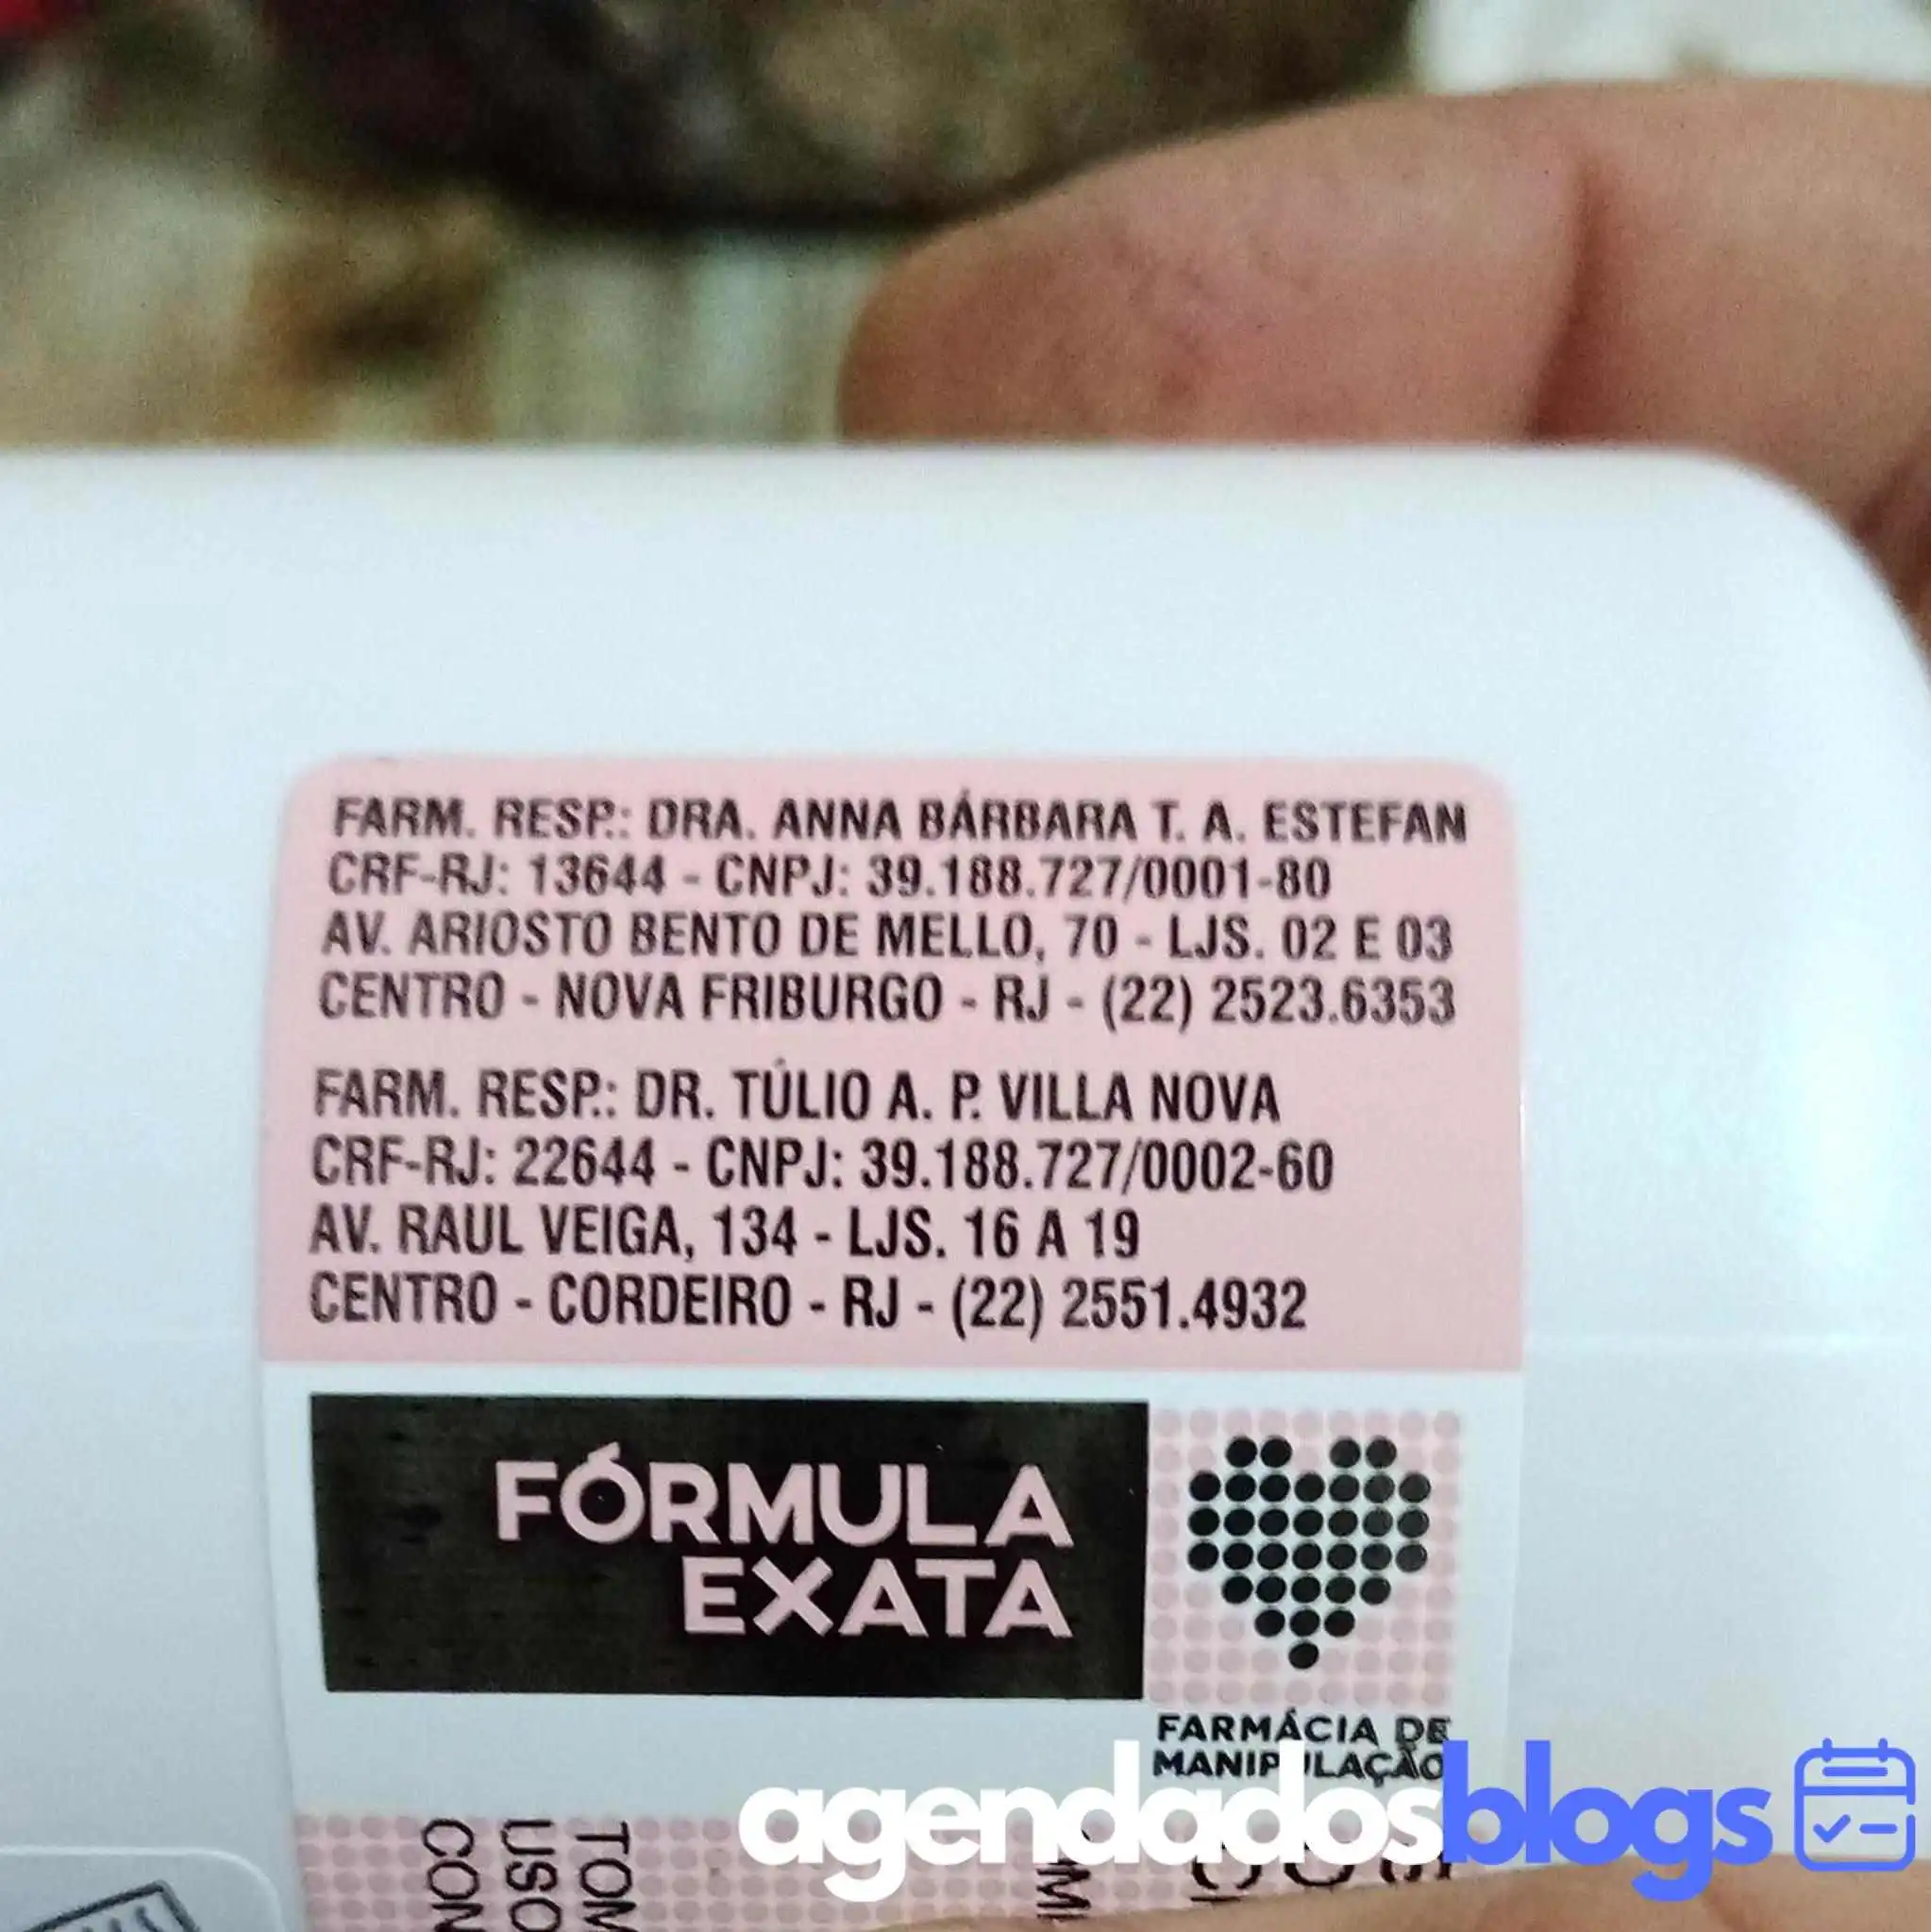 FARM. RESP.: DRA. ANNA BÁRBARA T. A. ESTEFAN
CRF-RJ: 13644 - CNPJ: 39.188.727/0001-80
AV. ARIOSTO BENTO DE MELLO, 70 - LJS. 02 E 03
CENTRO - NOVA FRIBURGO - RJ - (22) 2523.6353
FARM. RESP.: DR. TÚLIO A. P. VILLA NOVA
CRF-RJ: 22644 - CNPJ: 39.188.727/0002-60
AV. RAUL VEIGA, 134 - LJS. 16 A 19
CENTRO - CORDEIRO - RJ - (22) 2551.4932
FÓRMULA
EXATA
FARMÁCIA DE
MANIPULAÇÃO
agendadosblogs
TOM
USO
CON